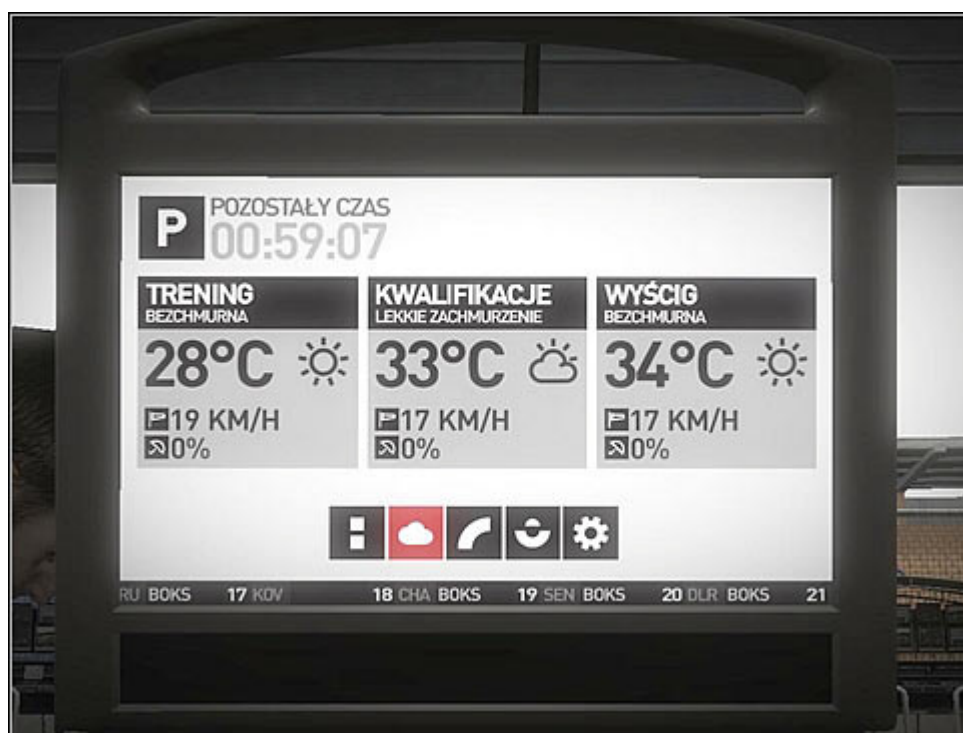 P
POZOSTAŁY CZAS
00:59:07
TRENING
BEZCHMURNA
28°C
19 KM/H
0%
KWALIFIKACJE
LEKKIE ZACHMURZENIE
33°C
17 KM/H
0%
WYŚCIG
BEZCHMURNA
34°C
17 KM/H
0%
RU BOKS 17 KOV 18 CHA BOKS 19 SEN BOKS 20 DLR BOKS 21